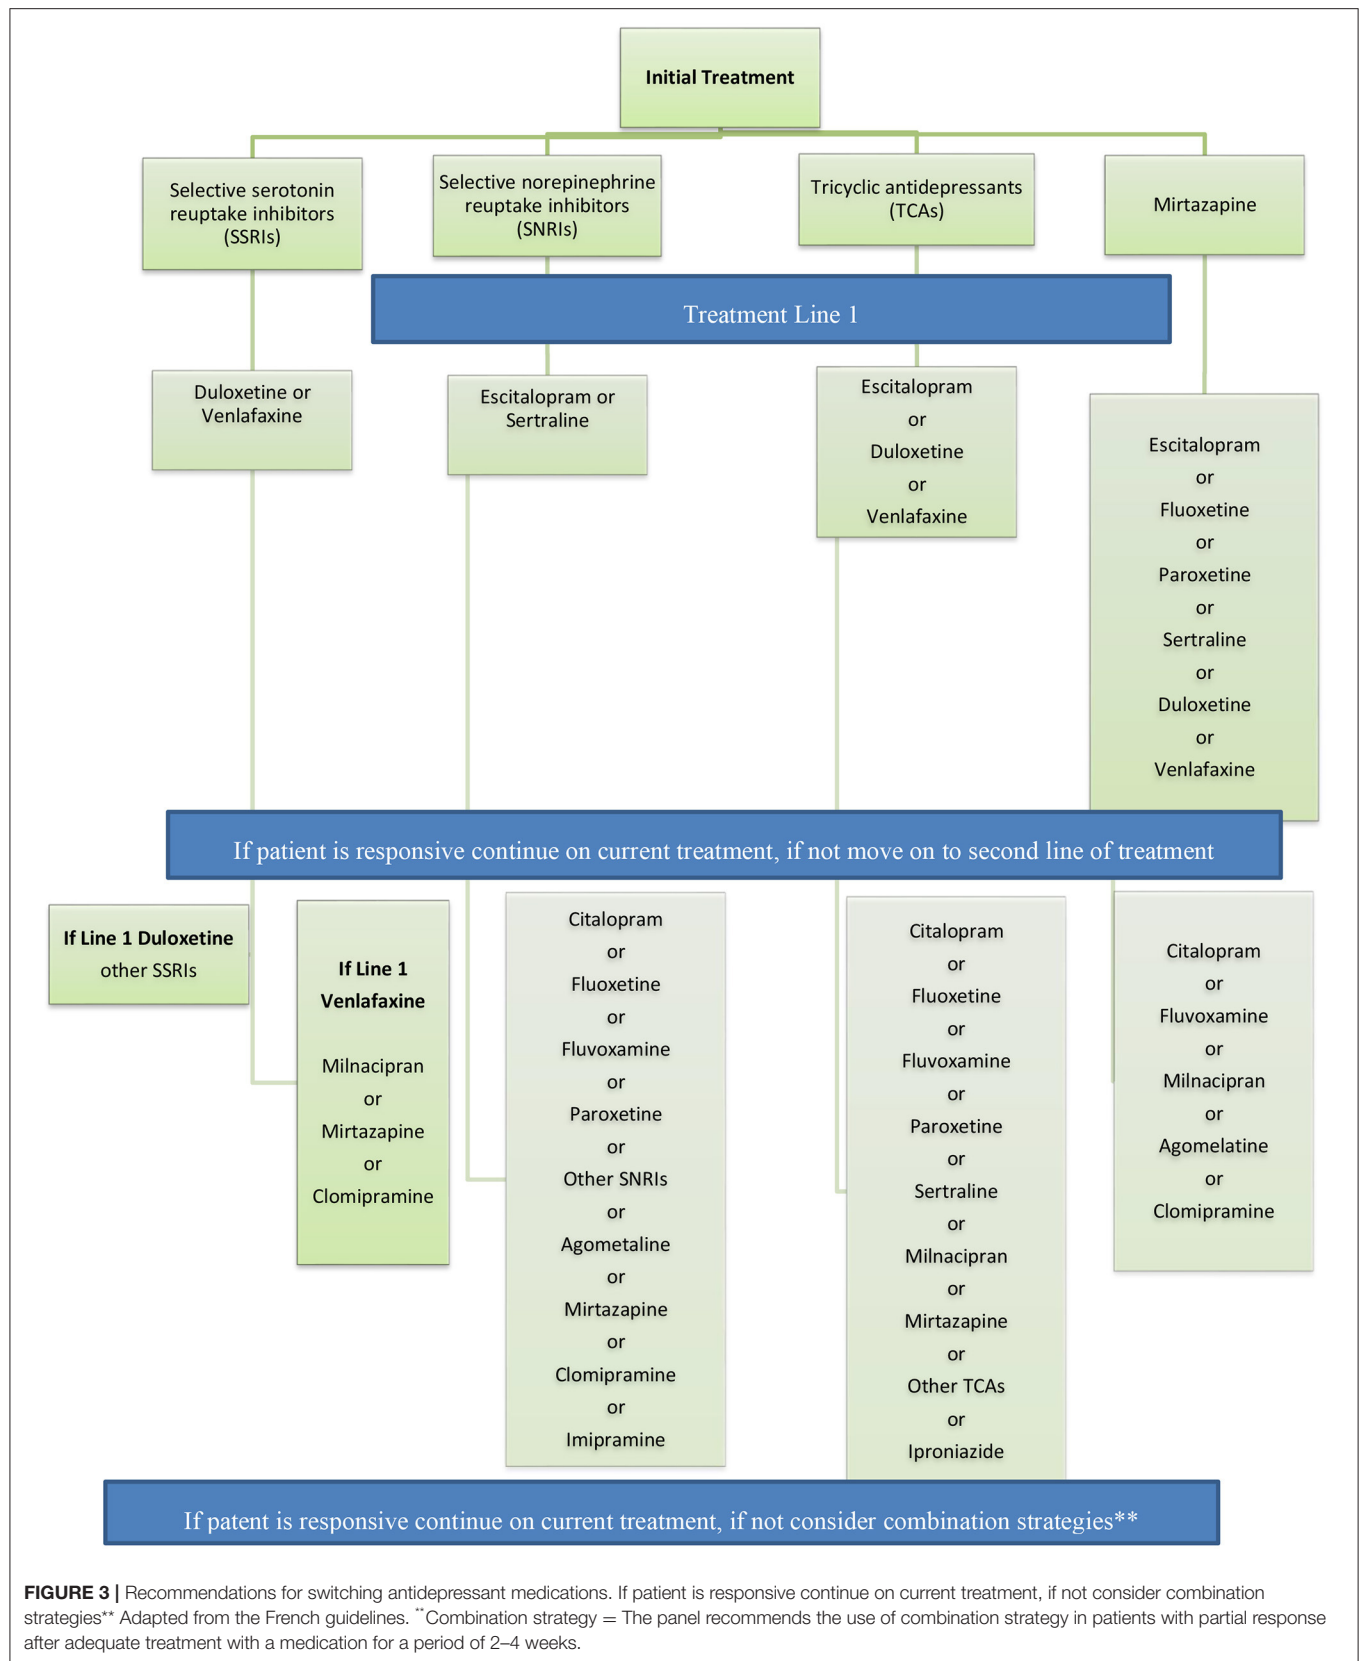 Initial Treatment
Selective serotonin
reuptake inhibitors
(SSRIs)
Selective norepinephrine
reuptake inhibitors
(SNRIs)
Tricyclic antidepressants
(TCAs)
Mirtazapine
Treatment Line 1
Duloxetine or
Venlafaxine
Escitalopram or
Sertraline
Escitalopram
or
Duloxetine
or
Venlafaxine
Escitalopram
or
Fluoxetine
or
Paroxetine
or
Sertraline
or
Duloxetine
or
Venlafaxine
If patient is responsive continue on current treatment, if not move on to second line of treatment
If Line 1 Duloxetine
other SSRIs
If Line 1
Venlafaxine
Milnacipran
or
Mirtazapine
or
Clomipramine
Citalopram
or
Fluoxetine
or
Fluvoxamine
or
Paroxetine
or
Other SNRIs
or
Agometaline
or
Mirtazapine
or
Clomipramine
or
Imipramine
Citalopram
or
Fluoxetine
or
Fluvoxamine
or
Paroxetine
or
Sertraline
or
Milnacipran
or
Mirtazapine
or
Other TCAs
or
Iproniazide
Citalopram
or
Fluvoxamine
or
Milnacipran
or
Agomelatine
or
Clomipramine
If patent is responsive continue on current treatment, if not consider combination strategies**
FIGURE 3 | Recommendations for switching antidepressant medications. If patient is responsive continue on current treatment, if not consider combination
strategies** Adapted from the French guidelines. **Combination strategy = The panel recommends the use of combination strategy in patients with partial response
after adequate treatment with a medication for a period of 2–4 weeks.